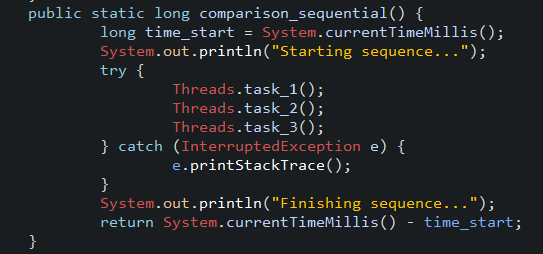 public static long comparison_sequential() {
long time_start = System.currentTimeMillis();
System.out.println("Starting sequence...");
try {
Threads.task_1();
Threads.task_2();
Threads.task_3();
} catch (InterruptedException e) {
e.printStackTrace();
}
System.out.println("Finishing sequence...");
return System.currentTimeMillis() - time_start;
}